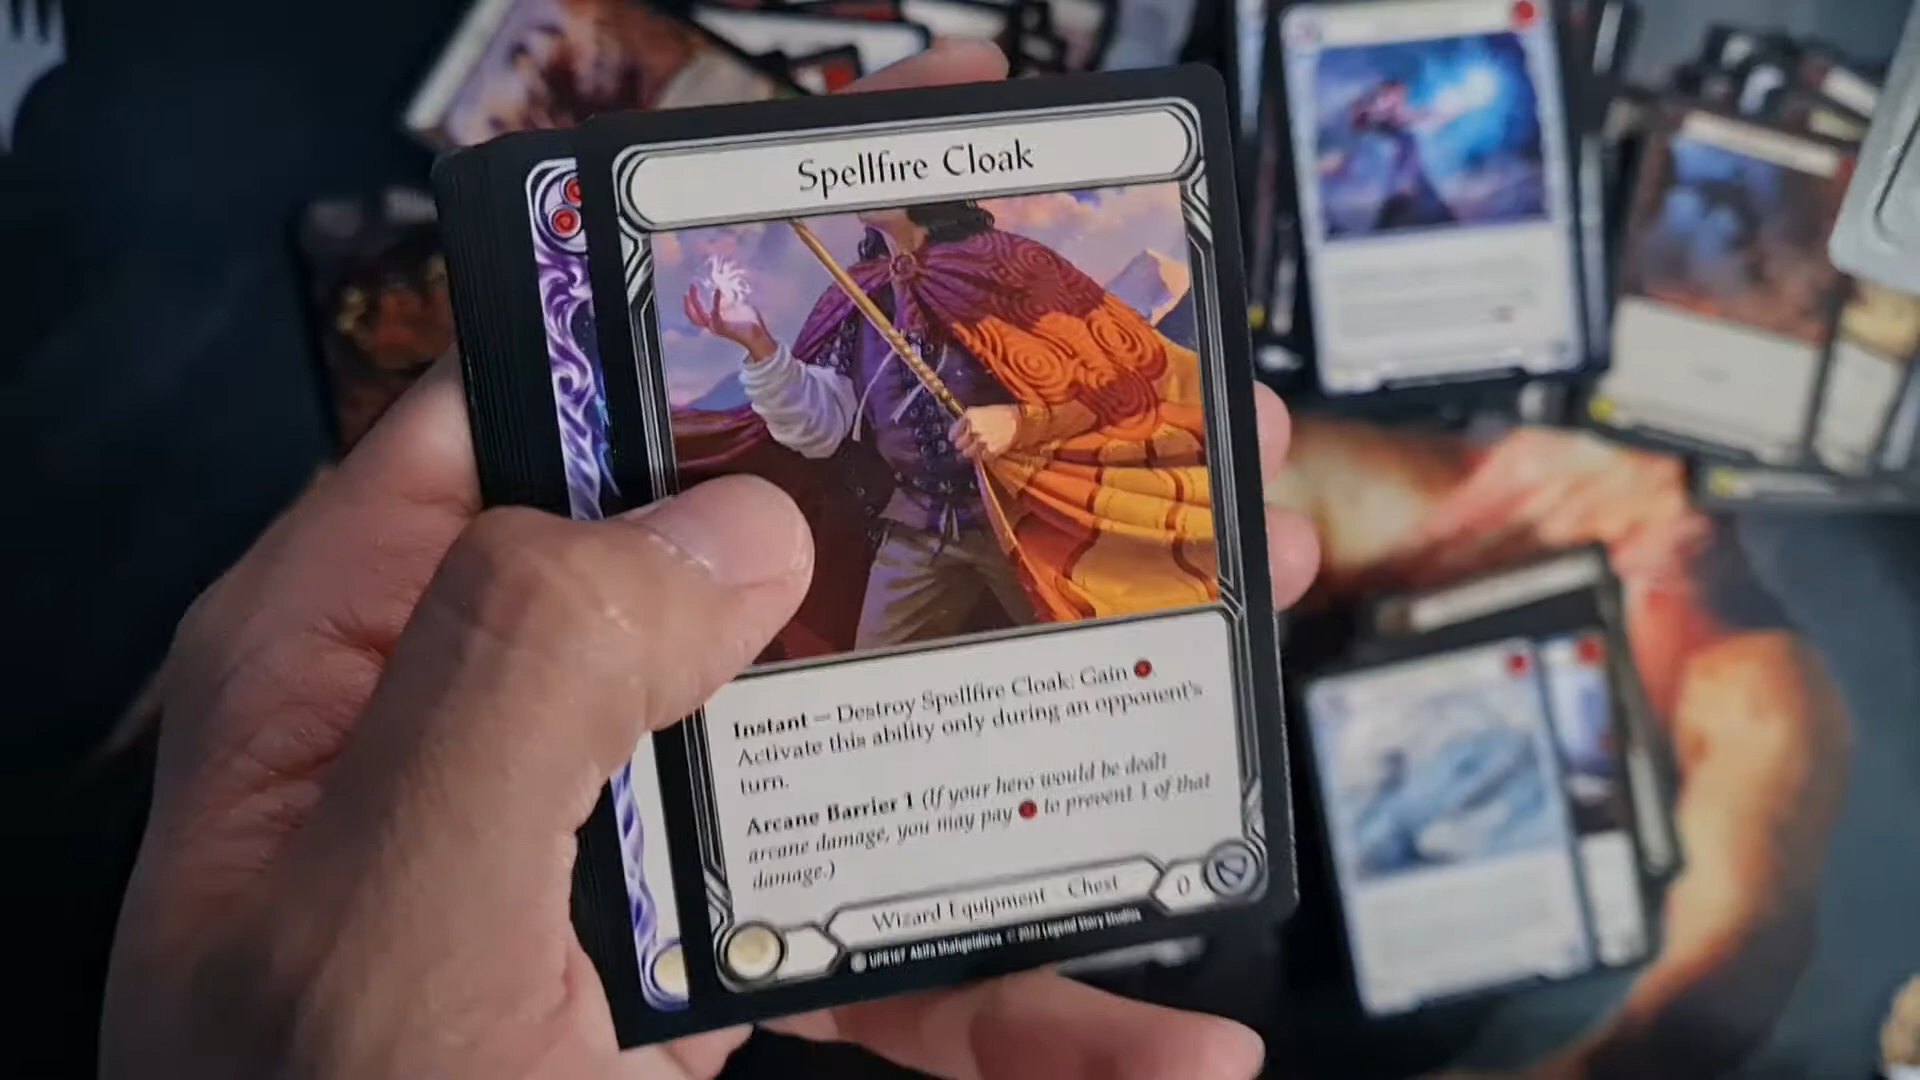 Spellfire Cloak
Instant — Destroy Spellfire Cloak: Gain
Activate this ability only during an opponent's
turn.
Arcane Barrier 1 (If your hero would be dealt
arcane damage, you may pay to prevent 1 of that
damage.)
Wizard Equipment - Chest
0
UPR167 Akifa Shaligeldieva © 2022 Legend Story Studios